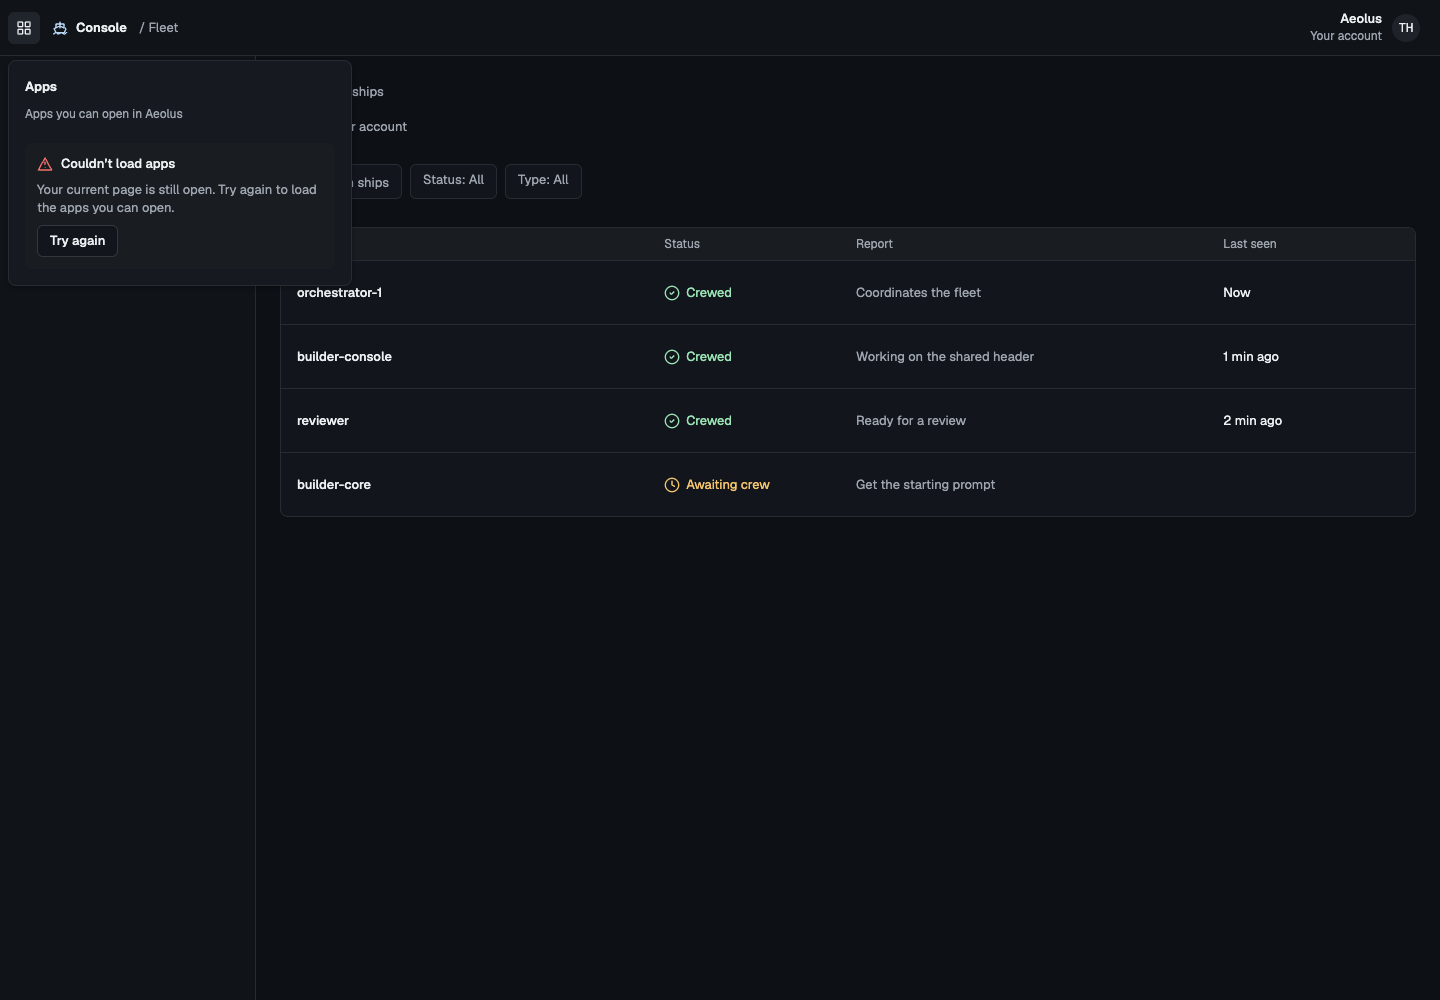 Console / Fleet
Aeolus
Your account
TH
Apps
Apps you can open in Aeolus
Couldn't load apps
Your current page is still open. Try again to load
the apps you can open.
Try again
ships
account
ships
Status: All
Type: All
Status Report Last seen
orchestrator-1 Crewed Coordinates the fleet Now
builder-console Crewed Working on the shared header 1 min ago
reviewer Crewed Ready for a review 2 min ago
builder-core Awaiting crew Get the starting prompt